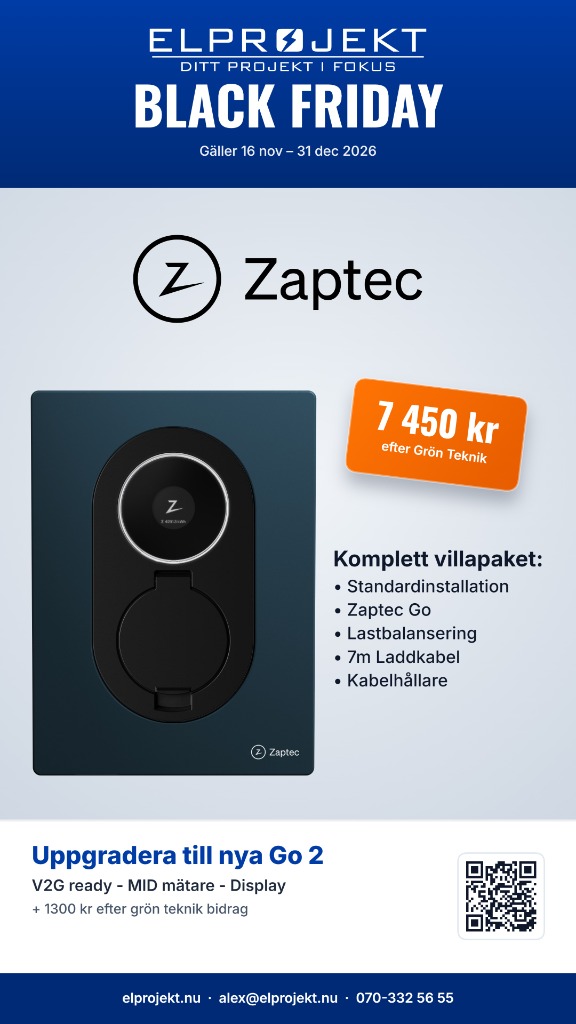 ELPROJEKT
DITT PROJEKT I FOKUS
BLACK FRIDAY
Gäller 16 nov – 31 dec 2026
Zaptec
7 450 kr
efter Grön Teknik
Komplett villapaket:
• Standardinstallation
• Zaptec Go
• Lastbalansering
• 7m Laddkabel
• Kabelhållare
Zaptec
Uppgradera till nya Go 2
V2G ready - MID mätare - Display
+ 1300 kr efter grön teknik bidrag
elprojekt.nu · alex@elprojekt.nu · 070-332 56 55